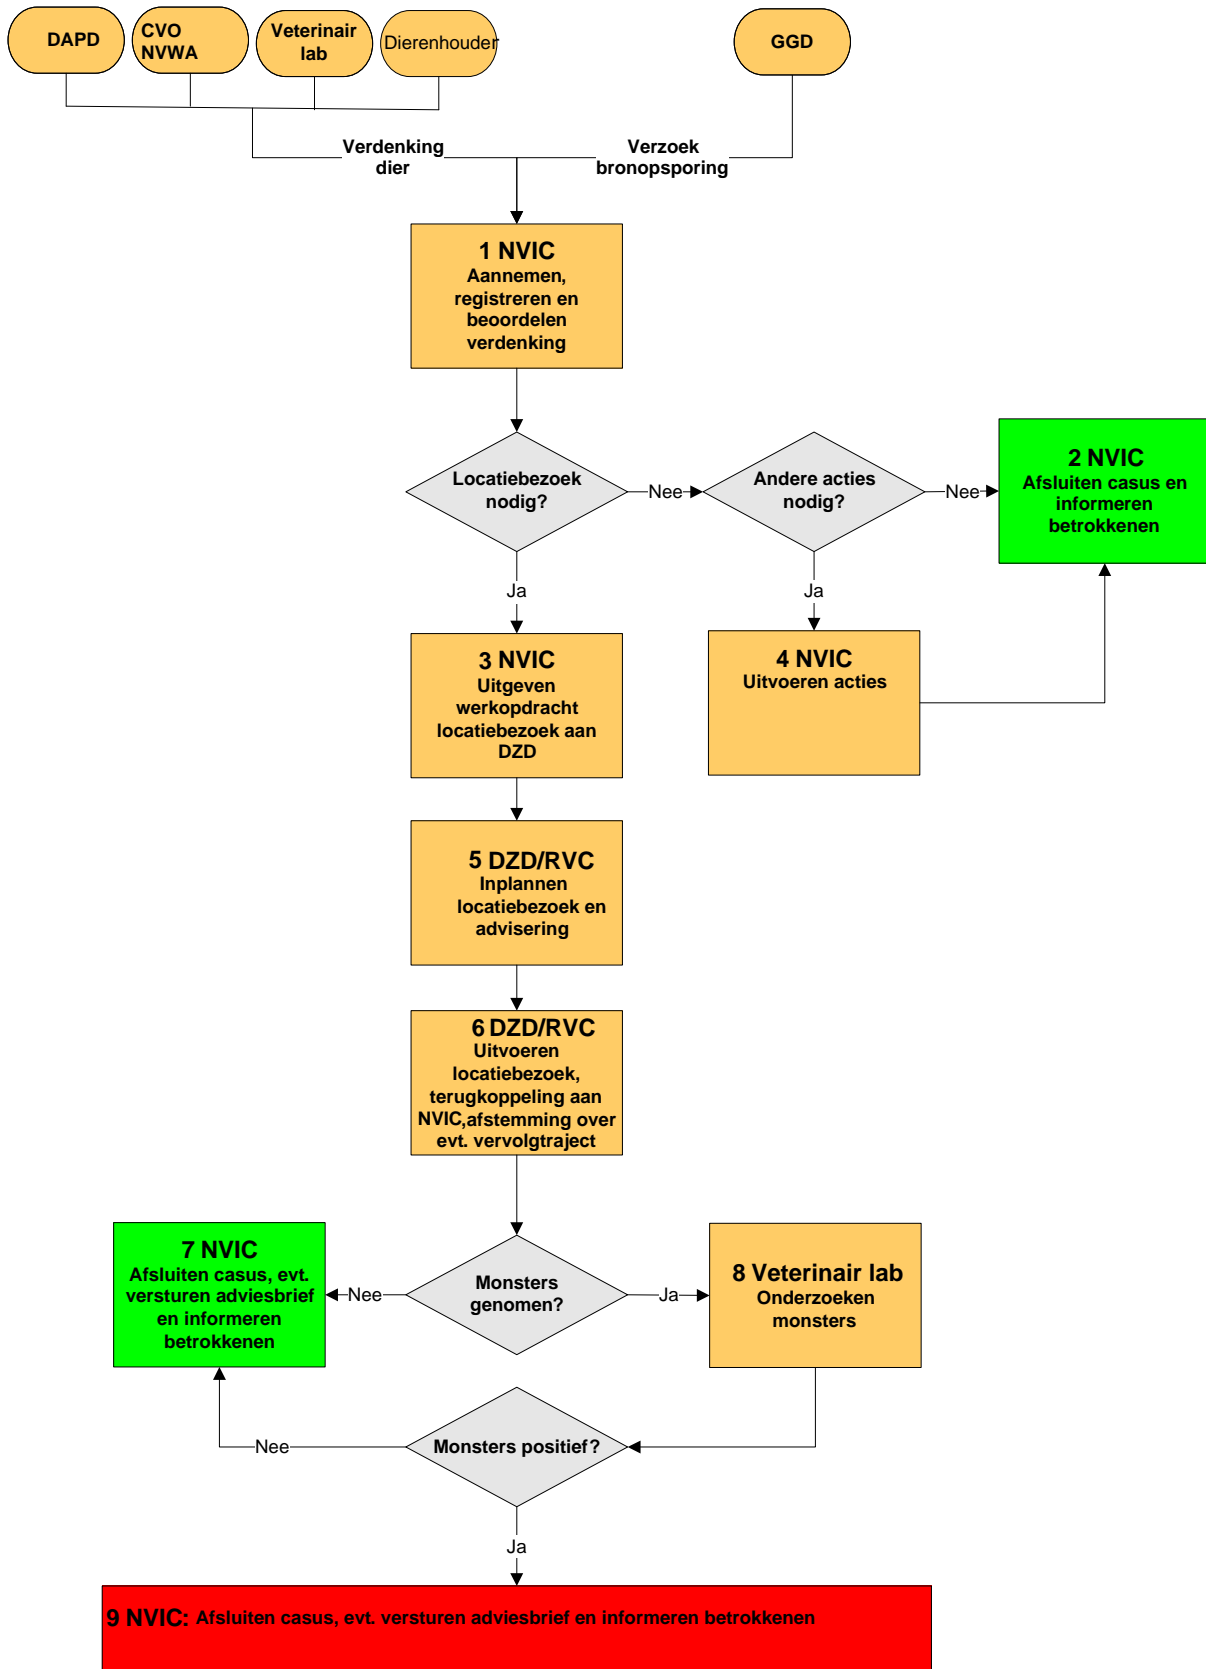 DAPD
CVO
NVWA
Veterinair
lab
Dierenhouder
GGD
Verdenking
dier
Verzoek
bronopsporing
1 NVIC
Aannemen,
registreren en
beoordelen
verdenking
Locatiebezoek
nodig?
Nee
Andere acties
nodig?
Nee
2 NVIC
Afsluiten casus en
informeren
betrokkenen
Ja
Ja
3 NVIC
Uitgeven
werkopdracht
locatiebezoek aan
DZD
4 NVIC
Uitvoeren acties
5 DZD/RVC
Inplannen
locatiebezoek en
advisering
6 DZD/RVC
Uitvoeren
locatiebezoek,
terugkoppeling aan
NVIC,afstemming over
evt. vervolgtraject
7 NVIC
Afsluiten casus, evt.
versturen adviesbrief
en informeren
betrokkenen
Nee
Monsters
genomen?
Ja
8 Veterinair lab
Onderzoeken
monsters
Nee
Monsters positief?
Ja
9 NVIC: Afsluiten casus, evt. versturen adviesbrief en informeren betrokkenen